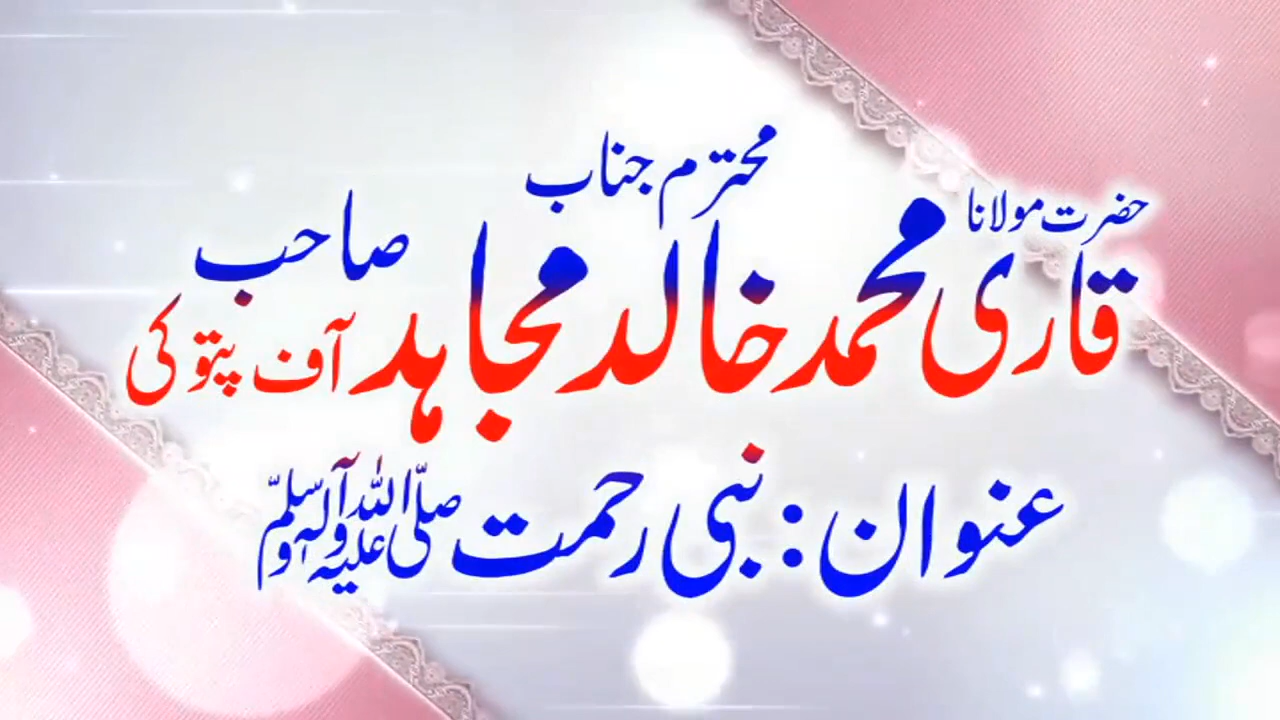 محترم جناب
حضرت مولانا
قاری محمد خالد مجاہد صاحب آف پتوکی
عنوان: نبی رحمت صلی اللہ علیہ وآلہ وسلم